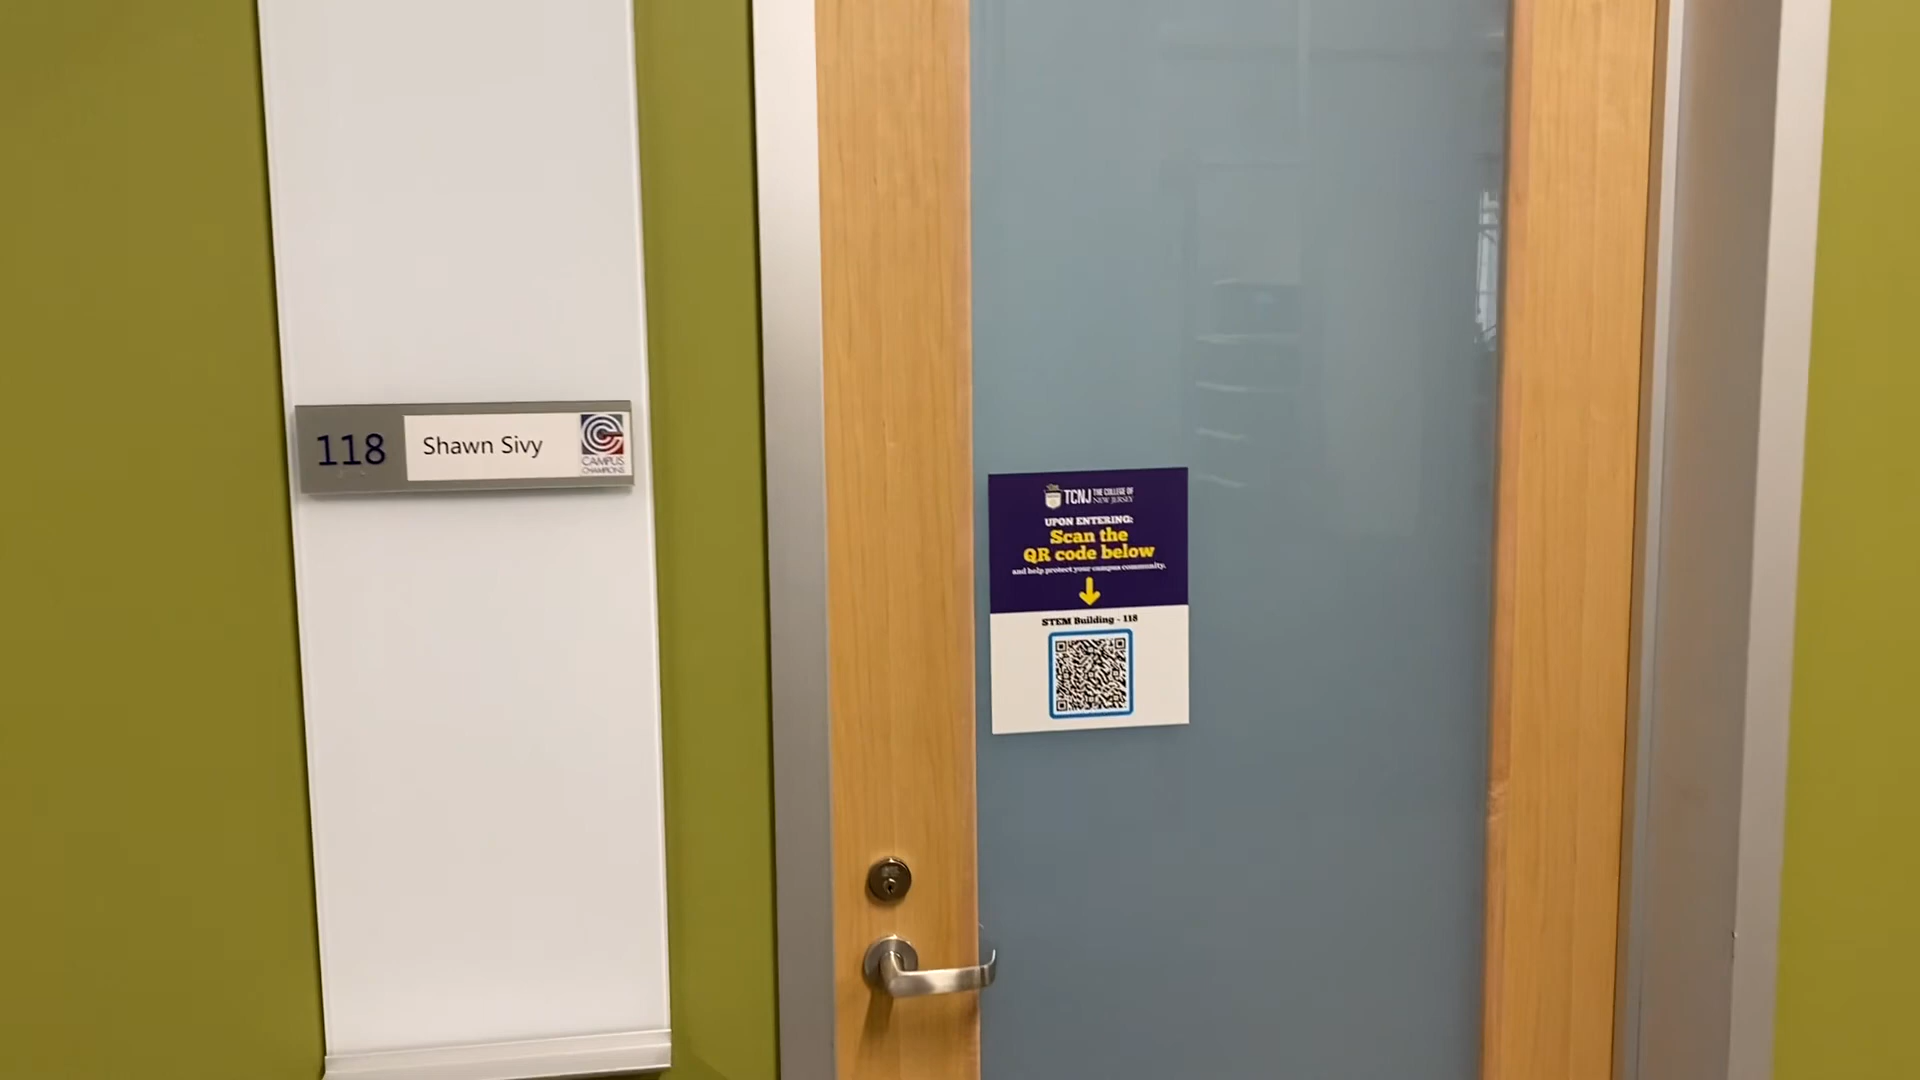 118
Shawn Sivy
CAMPUS
CHAMPIONS
TCNJ THE COLLEGE OF
NEW JERSEY
UPON ENTERING:
Scan the
QR code below
and help protect your campus community.
STEM Building - 118